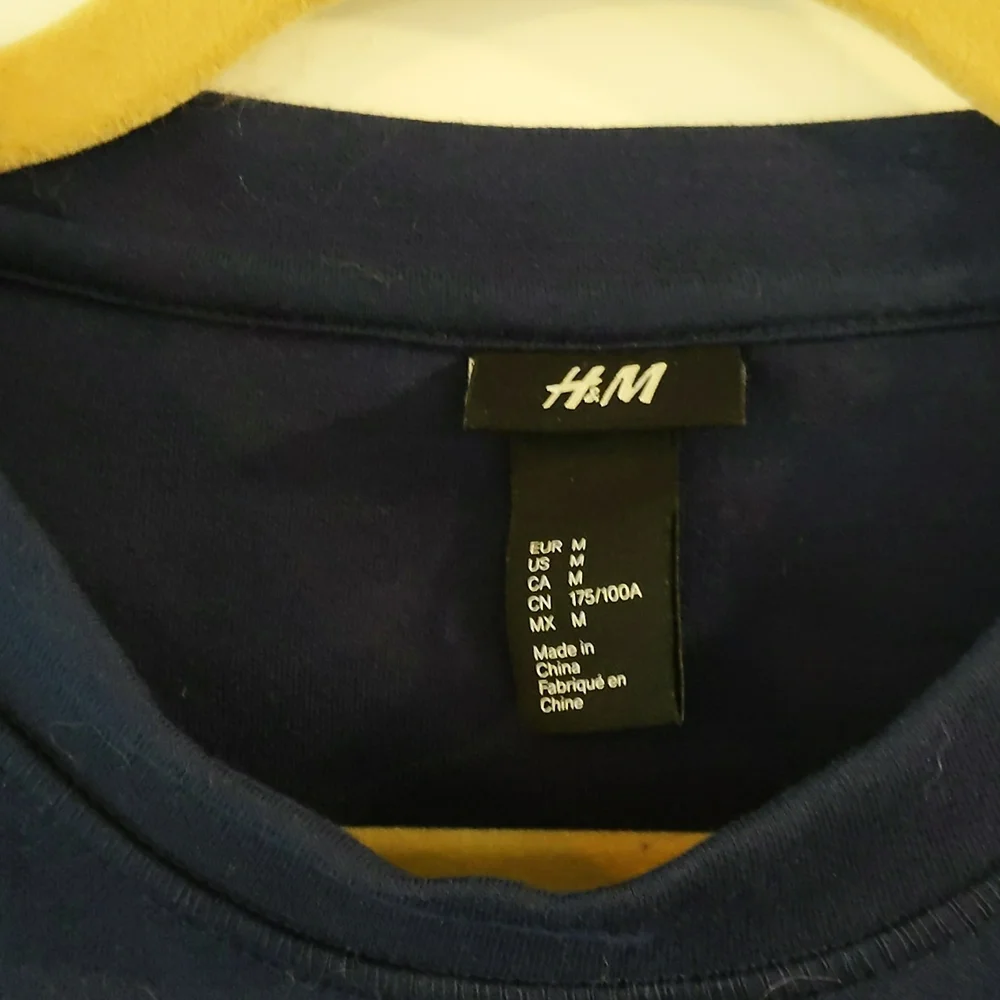 H&M
EUR M
US M
CA M
CN 175/100A
MX M
Made in
China
Fabriqué en
Chine